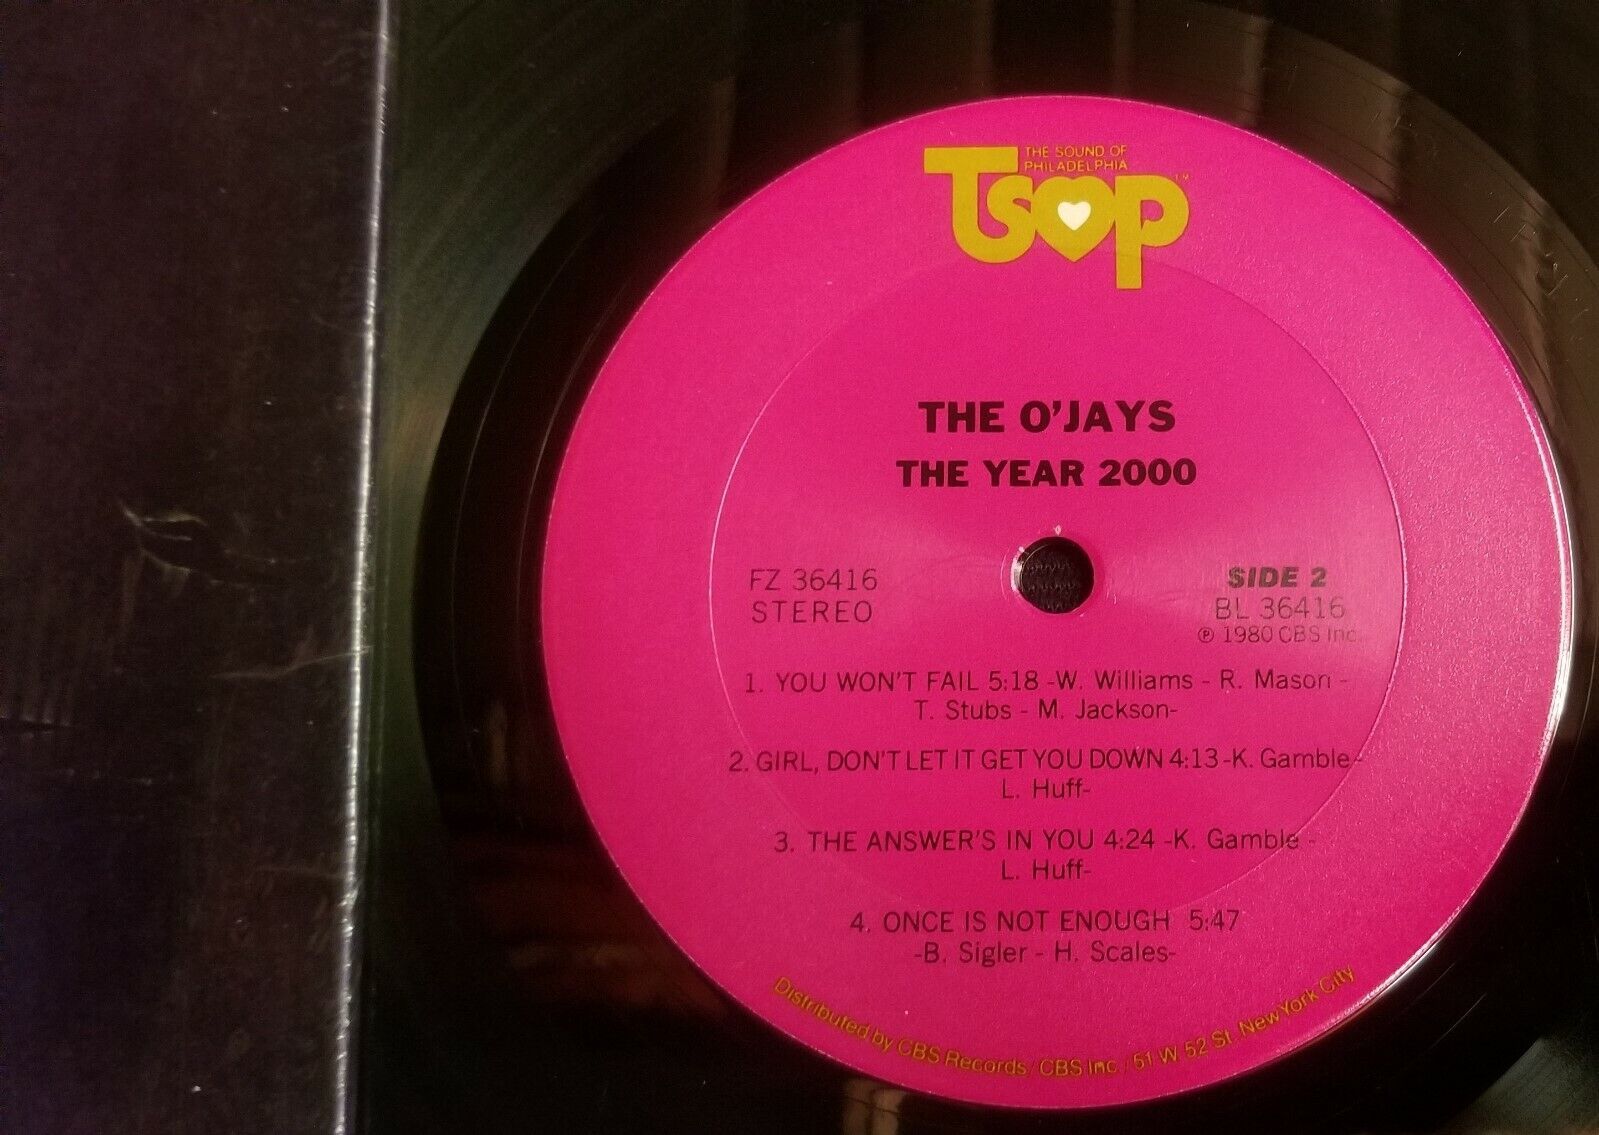 THE SOUND OF
PHILADELPHIA
TSOP™
THE O'JAYS
THE YEAR 2000
FZ 36416
STEREO
SIDE 2
BL 36416
℗ 1980 CBS Inc.
1. YOU WON'T FAIL 5:18 -W. Williams - R. Mason -
T. Stubs - M. Jackson-
2. GIRL, DON'T LET IT GET YOU DOWN 4:13 -K. Gamble-
L. Huff-
3. THE ANSWER'S IN YOU 4:24 -K. Gamble -
L. Huff-
4. ONCE IS NOT ENOUGH 5:47
-B. Sigler - H. Scales-
Distributed by CBS Records/ CBS Inc / 51 W 52 St. New York City